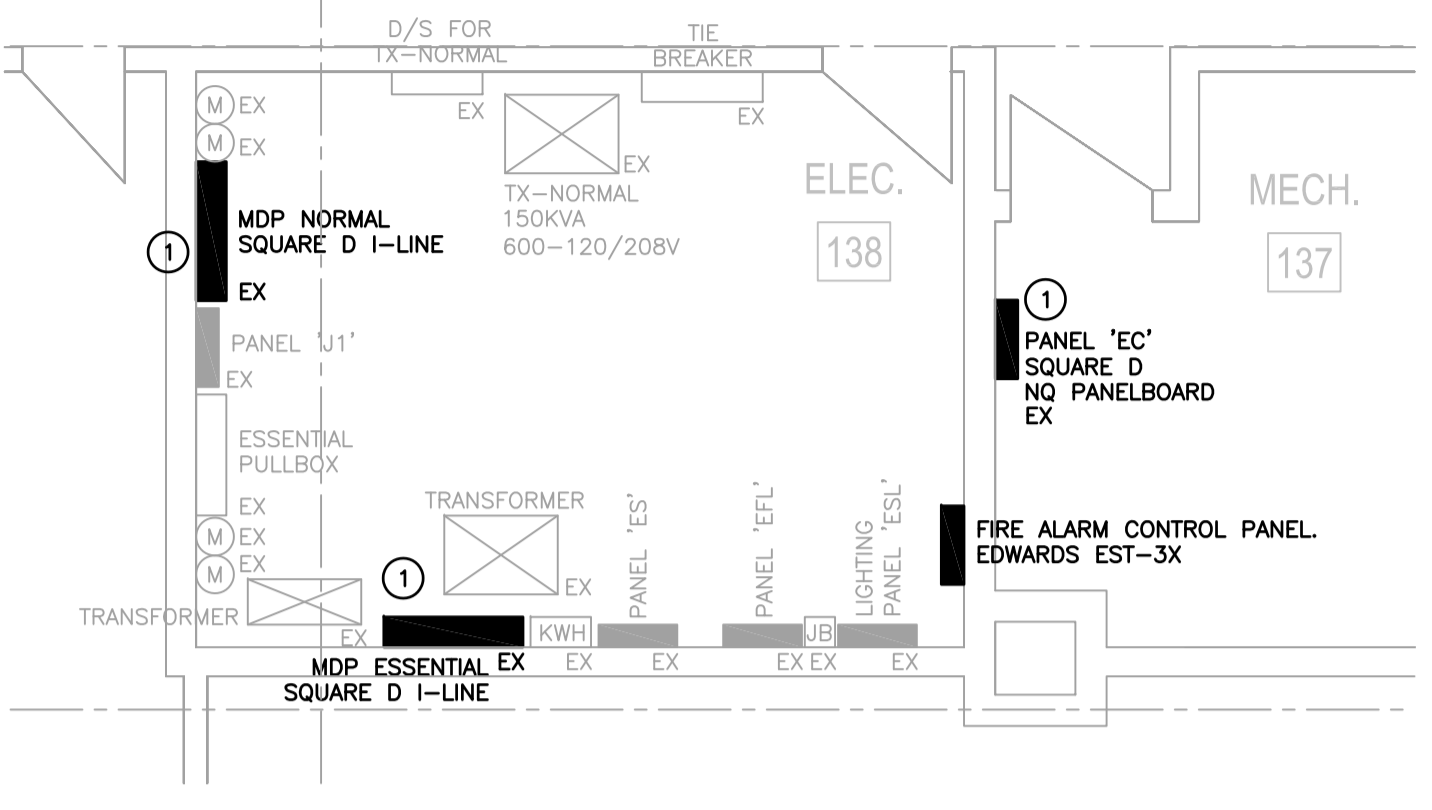 D/S FOR
TX-NORMAL
EX
TIE
BREAKER
EX
M EX
M EX
EX
TX-NORMAL
150KVA
600-120/208V
ELEC.
138
MECH.
137
1
MDP NORMAL
SQUARE D I-LINE
EX
PANEL 'J1'
EX
1
PANEL 'EC'
SQUARE D
NQ PANELBOARD
EX
ESSENTIAL
PULLBOX
EX
M EX
M EX
TRANSFORMER
EX
TRANSFORMER
EX
1
MDP ESSENTIAL
SQUARE D I-LINE
EX
KWH
EX
PANEL 'ES'
EX
PANEL 'EFL'
EX
JB
EX
LIGHTING
PANEL 'ESL'
EX
FIRE ALARM CONTROL PANEL.
EDWARDS EST-3X